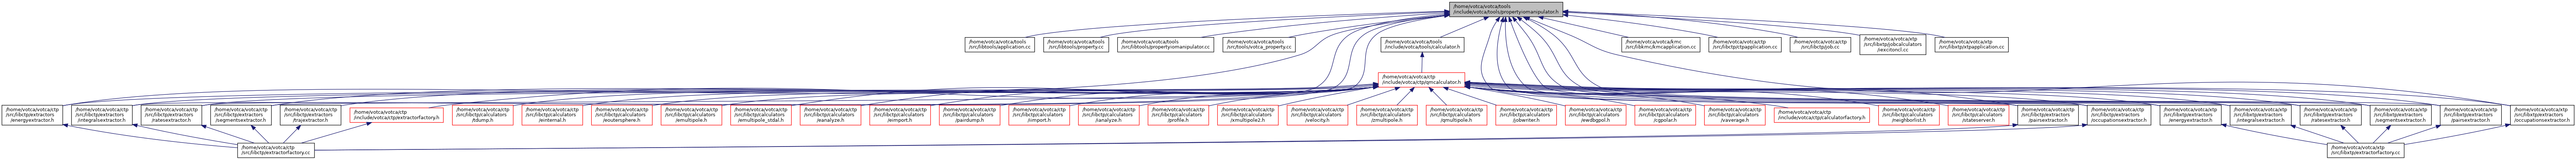 /home/votca/votca/tools
/include/votca/tools/propertyiomanipulator.h
/home/votca/votca/tools
/src/libtools/application.cc
/home/votca/votca/tools
/src/libtools/property.cc
/home/votca/votca/tools
/src/libtools/propertyiomanipulator.cc
/home/votca/votca/tools
/src/tools/votca_property.cc
/home/votca/votca/tools
/include/votca/tools/calculator.h
/home/votca/votca/kmc
/src/libkmc/kmcapplication.cc
/home/votca/votca/ctp
/src/libctp/ctpapplication.cc
/home/votca/votca/ctp
/src/libctp/job.cc
/home/votca/votca/xtp
/src/libxtp/jobcalculators
/excitoncl.cc
/home/votca/votca/xtp
/src/libxtp/xtpapplication.cc
/home/votca/votca/ctp
/include/votca/ctp/qmcalculator.h
/home/votca/votca/ctp
/src/libctp/extractors
/energyextractor.h
/home/votca/votca/ctp
/src/libctp/extractors
/integralsextractor.h
/home/votca/votca/ctp
/src/libctp/extractors
/ratesextractor.h
/home/votca/votca/ctp
/src/libctp/extractors
/segmentsextractor.h
/home/votca/votca/ctp
/src/libctp/extractors
/trajextractor.h
/home/votca/votca/ctp
/include/votca/ctp/extractorfactory.h
/home/votca/votca/ctp
/src/libctp/calculators
/tdump.h
/home/votca/votca/ctp
/src/libctp/calculators
/einternal.h
/home/votca/votca/ctp
/src/libctp/calculators
/eoutersphere.h
/home/votca/votca/ctp
/src/libctp/calculators
/emultipole.h
/home/votca/votca/ctp
/src/libctp/calculators
/emultipole_stdal.h
/home/votca/votca/ctp
/src/libctp/calculators
/eanalyze.h
/home/votca/votca/ctp
/src/libctp/calculators
/eimport.h
/home/votca/votca/ctp
/src/libctp/calculators
/pairdump.h
/home/votca/votca/ctp
/src/libctp/calculators
/iimport.h
/home/votca/votca/ctp
/src/libctp/calculators
/ianalyze.h
/home/votca/votca/ctp
/src/libctp/calculators
/profile.h
/home/votca/votca/ctp
/src/libctp/calculators
/xmultipole2.h
/home/votca/votca/ctp
/src/libctp/calculators
/velocity.h
/home/votca/votca/ctp
/src/libctp/calculators
/zmultipole.h
/home/votca/votca/ctp
/src/libctp/calculators
/qmultipole.h
/home/votca/votca/ctp
/src/libctp/calculators
/jobwriter.h
/home/votca/votca/ctp
/src/libctp/calculators
/ewdbgpol.h
/home/votca/votca/ctp
/src/libctp/calculators
/cgpolar.h
/home/votca/votca/ctp
/src/libctp/calculators
/vaverage.h
/home/votca/votca/ctp
/include/votca/ctp/calculatorfactory.h
/home/votca/votca/ctp
/src/libctp/calculators
/neighborlist.h
/home/votca/votca/ctp
/src/libctp/calculators
/stateserver.h
/home/votca/votca/ctp
/src/libctp/extractors
/pairsextractor.h
/home/votca/votca/ctp
/src/libctp/extractors
/occupationsextractor.h
/home/votca/votca/xtp
/src/libxtp/extractors
/energyextractor.h
/home/votca/votca/xtp
/src/libxtp/extractors
/integralsextractor.h
/home/votca/votca/xtp
/src/libxtp/extractors
/ratesextractor.h
/home/votca/votca/xtp
/src/libxtp/extractors
/segmentsextractor.h
/home/votca/votca/xtp
/src/libxtp/extractors
/pairsextractor.h
/home/votca/votca/xtp
/src/libxtp/extractors
/occupationsextractor.h
/home/votca/votca/ctp
/src/libctp/extractorfactory.cc
/home/votca/votca/xtp
/src/libxtp/extractorfactory.cc